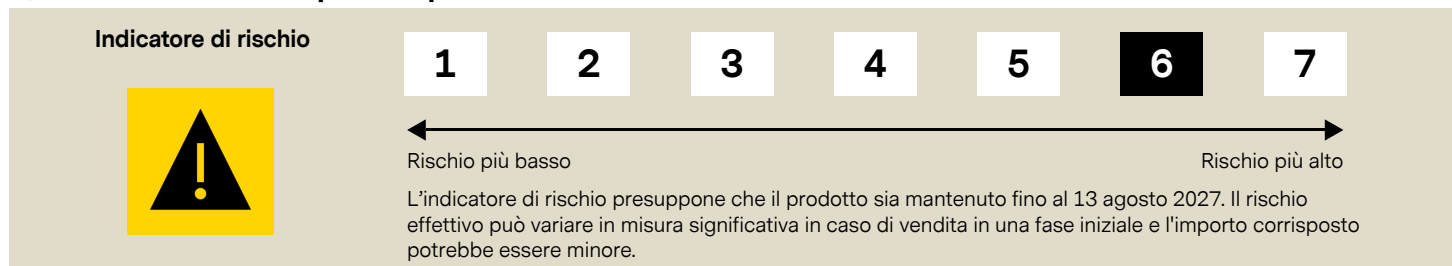 Indicatore di rischio
1 2 3 4 5 6 7
Rischio più basso Rischio più alto
L'indicatore di rischio presuppone che il prodotto sia mantenuto fino al 13 agosto 2027. Il rischio
effettivo può variare in misura significativa in caso di vendita in una fase iniziale e l'importo corrisposto
potrebbe essere minore.